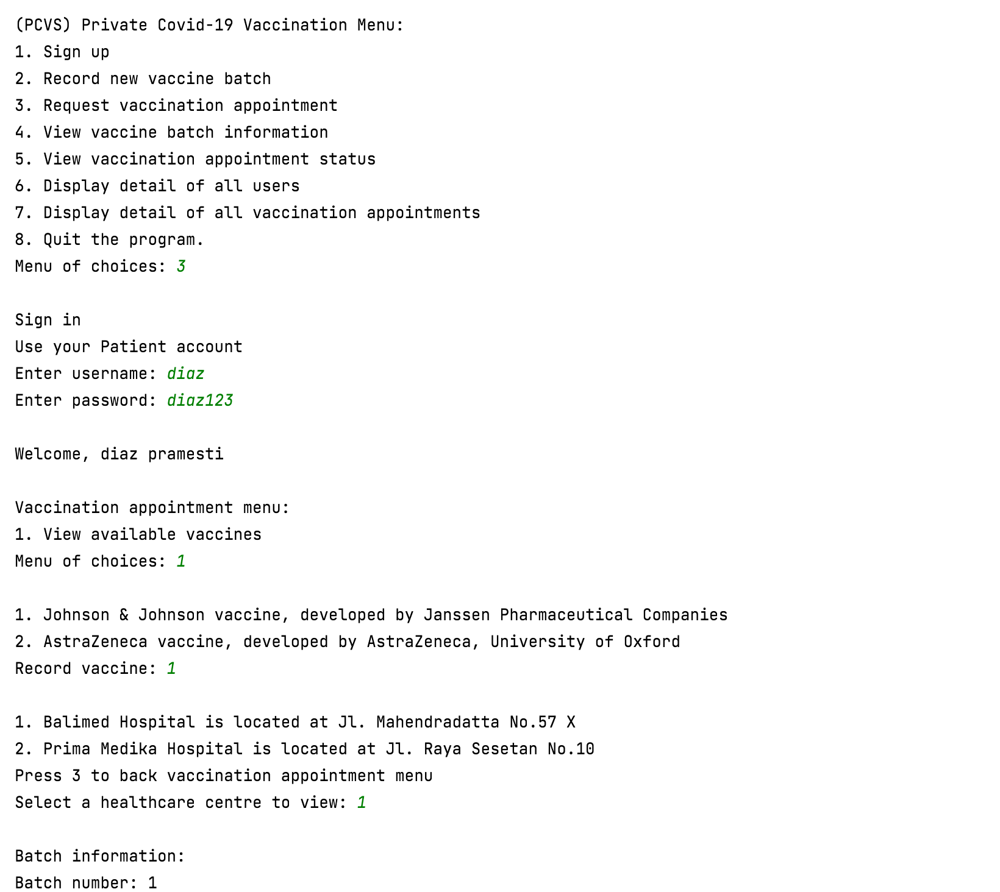 (PCVS) Private Covid-19 Vaccination Menu:
1. Sign up
2. Record new vaccine batch
3. Request vaccination appointment
4. View vaccine batch information
5. View vaccination appointment status
6. Display detail of all users
7. Display detail of all vaccination appointments
8. Quit the program.
Menu of choices: 3
Sign in
Use your Patient account
Enter username: diaz
Enter password: diaz123
Welcome, diaz pramesti
Vaccination appointment menu:
1. View available vaccines
Menu of choices: 1
1. Johnson & Johnson vaccine, developed by Janssen Pharmaceutical Companies
2. AstraZeneca vaccine, developed by AstraZeneca, University of Oxford
Record vaccine: 1
1. Balimed Hospital is located at Jl. Mahendradatta No.57 X
2. Prima Medika Hospital is located at Jl. Raya Sesetan No.10
Press 3 to back vaccination appointment menu
Select a healthcare centre to view: 1
Batch information:
Batch number: 1